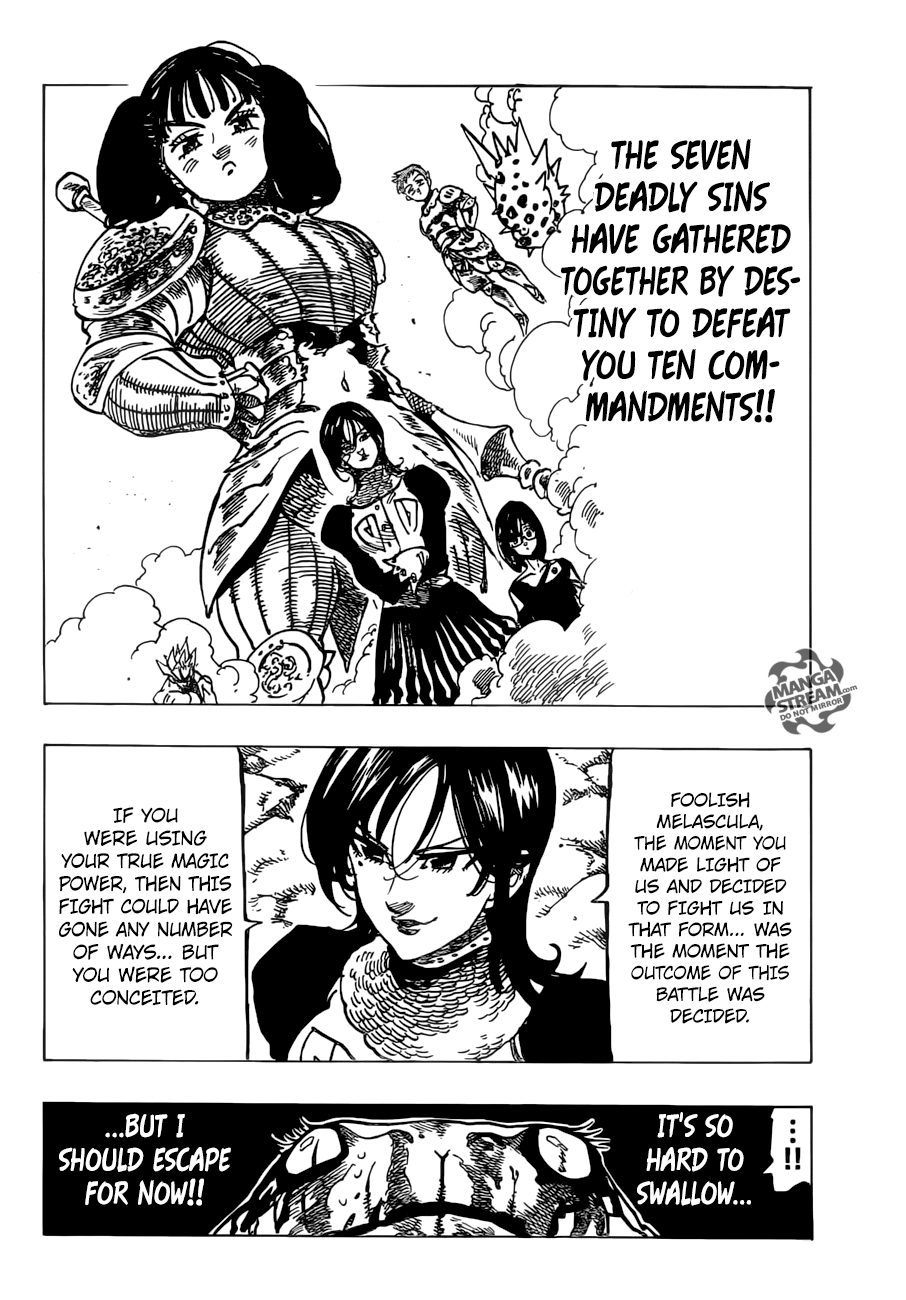 THE SEVEN
DEADLY SINS
HAVE GATHERED
TOGETHER BY DES-
TINY TO DEFEAT
YOU TEN COM-
MANDMENTS!!
MANGA
STREAM.com
DO NOT MIRROR
FOOLISH
MELASCULA,
THE MOMENT YOU
MADE LIGHT OF
US AND DECIDED
TO FIGHT US IN
THAT FORM... WAS
THE MOMENT THE
OUTCOME OF THIS
BATTLE WAS
DECIDED.
IF YOU
WERE USING
YOUR TRUE MAGIC
POWER, THEN THIS
FIGHT COULD HAVE
GONE ANY NUMBER
OF WAYS... BUT
YOU WERE TOO
CONCEITED.
...!!
IT'S SO
HARD TO
SWALLOW...
...BUT I
SHOULD ESCAPE
FOR NOW!!